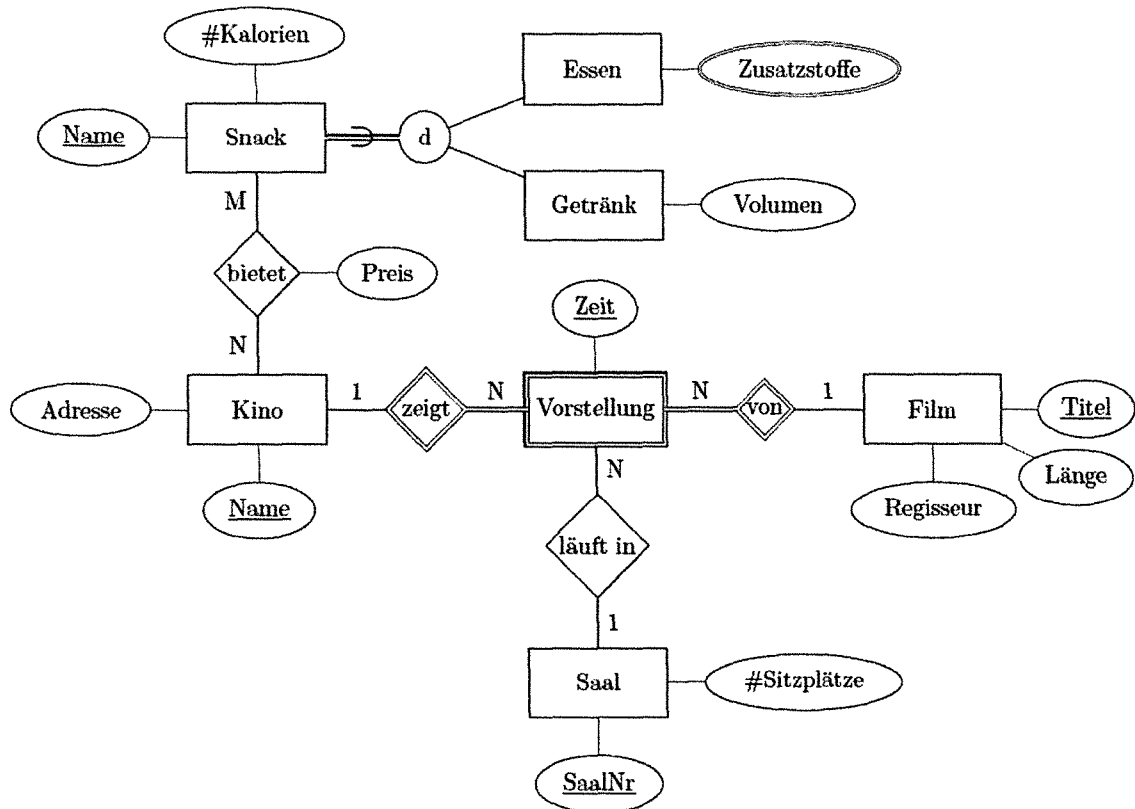 #Kalorien
Essen
Zusatzstoffe
Name
Snack
d
M
Getränk
Volumen
bietet
Preis
Zeit
N
Adresse
Kino
1
zeigt
N
Vorstellung
N
von
1
Film
Titel
Länge
Name
N
Regisseur
läuft in
1
Saal
#Sitzplätze
SaalNr